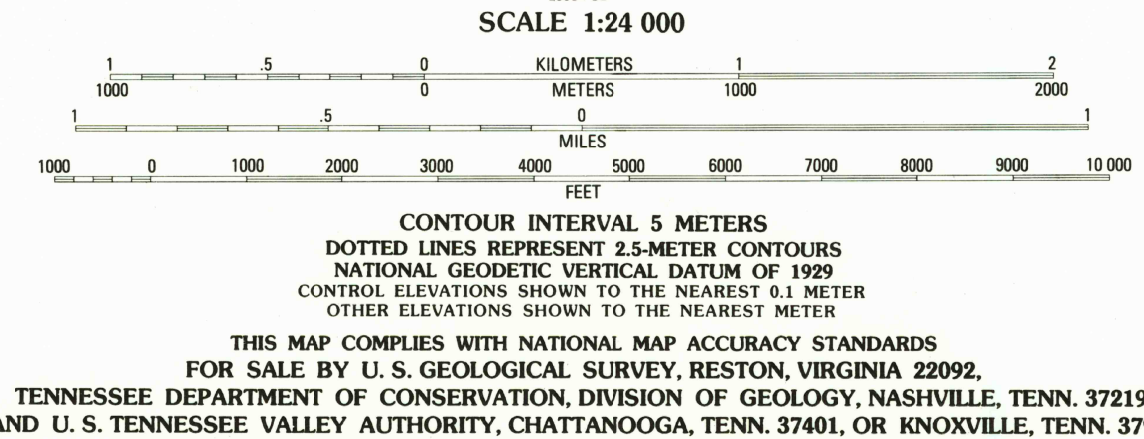 SCALE 1:24 000
1 .5 0 KILOMETERS 1 2
1000 0 METERS 1000 2000
1 .5 0 1
MILES
1000 0 1000 2000 3000 4000 5000 6000 7000 8000 9000 10 000
FEET
CONTOUR INTERVAL 5 METERS
DOTTED LINES REPRESENT 2.5-METER CONTOURS
NATIONAL GEODETIC VERTICAL DATUM OF 1929
CONTROL ELEVATIONS SHOWN TO THE NEAREST 0.1 METER
OTHER ELEVATIONS SHOWN TO THE NEAREST METER
THIS MAP COMPLIES WITH NATIONAL MAP ACCURACY STANDARDS
FOR SALE BY U. S. GEOLOGICAL SURVEY, RESTON, VIRGINIA 22092,
TENNESSEE DEPARTMENT OF CONSERVATION, DIVISION OF GEOLOGY, NASHVILLE, TENN. 37219
AND U. S. TENNESSEE VALLEY AUTHORITY, CHATTANOOGA, TENN. 37401, OR KNOXVILLE, TENN. 37